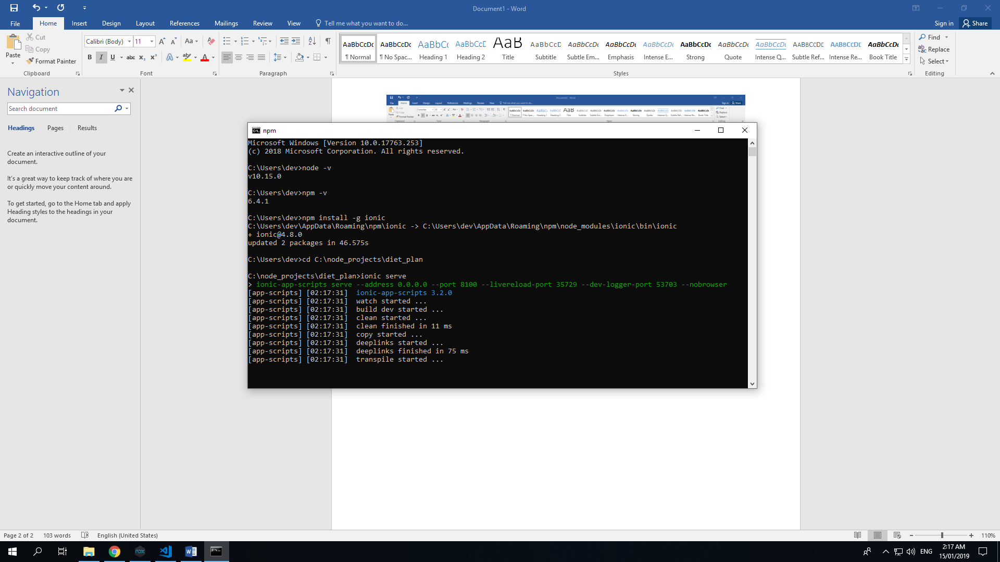 Document1 - Word
File Home Insert Design Layout References Mailings Review View Tell me what you want to do... Sign in Share
Paste
Cut
Copy
Format Painter
Clipboard
Calibri (Body) 11
Font
Paragraph
AaBbCcDc AaBbCcDc AaBbCc AaBbCcD AaB AaBbCcD AaBbCcDc AaBbCcDc AaBbCcDc AaBbCcDc AaBbCcDc AaBbCcDc AaBbCcDc AaBbCcDc AaBbCcDc
¶ Normal ¶ No Spac... Heading 1 Heading 2 Title Subtitle Subtle Em... Emphasis Intense E... Strong Quote Intense Q... Subtle Ref... Intense Re... Book Title
Styles
Find
Replace
Select
Editing
Navigation
Search document
Headings Pages Results
Create an interactive outline of your
document.
It's a great way to keep track of where you are
or quickly move your content around.
To get started, go to the Home tab and apply
Heading styles to the headings in your
document.
npm
Microsoft Windows [Version 10.0.17763.253]
(c) 2018 Microsoft Corporation. All rights reserved.
C:\Users\dev>node -v
v10.15.0
C:\Users\dev>npm -v
6.4.1
C:\Users\dev>npm install -g ionic
C:\Users\dev\AppData\Roaming\npm\ionic -> C:\Users\dev\AppData\Roaming\npm\node_modules\ionic\bin\ionic
+ ionic@4.8.0
updated 2 packages in 46.575s
C:\Users\dev>cd C:\node_projects\diet_plan
C:\node_projects\diet_plan>ionic serve
> ionic-app-scripts serve --address 0.0.0.0 --port 8100 --livereload-port 35729 --dev-logger-port 53703 --nobrowser
[app-scripts] [02:17:31]  ionic-app-scripts 3.2.0
[app-scripts] [02:17:31]  watch started ...
[app-scripts] [02:17:31]  build dev started ...
[app-scripts] [02:17:31]  clean started ...
[app-scripts] [02:17:31]  clean finished in 11 ms
[app-scripts] [02:17:31]  copy started ...
[app-scripts] [02:17:31]  deeplinks started ...
[app-scripts] [02:17:31]  deeplinks finished in 75 ms
[app-scripts] [02:17:31]  transpile started ...
Page 2 of 2 103 words English (United States) 110%
ENG
2:17 AM
15/01/2019